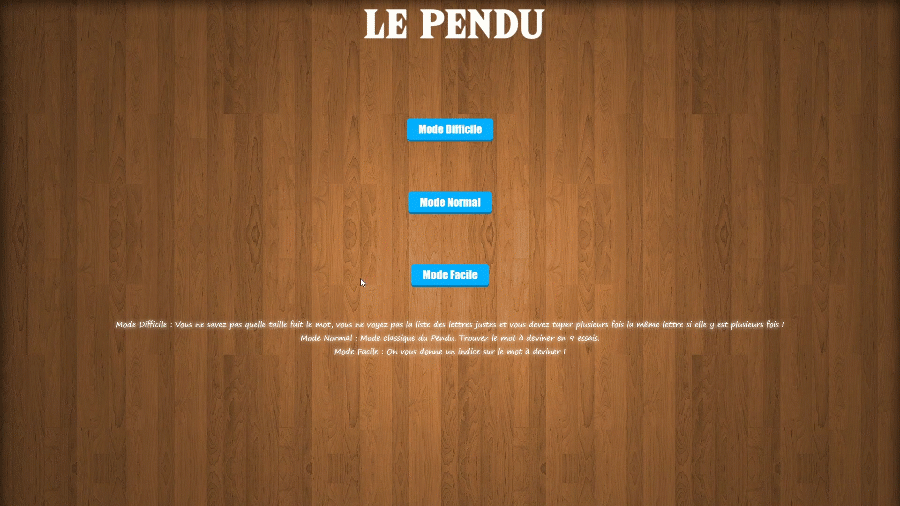 LE PENDU
Mode Difficile
Mode Normal
Mode Facile
Mode Difficile : Vous ne savez pas quelle taille fait le mot, vous ne voyez pas la liste des lettres justes et vous devez taper plusieurs fois la même lettre si elle y est plusieurs fois !
Mode Normal : Mode classique du Pendu. Trouver le mot à deviner en 9 essais.
Mode Facile : On vous donne un indice sur le mot à deviner !